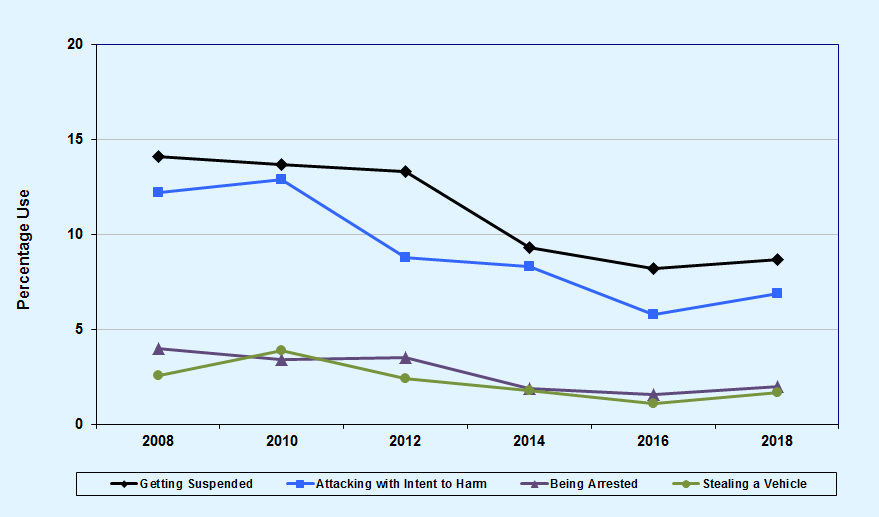 20
15
10
5
0
Percentage Use
2008 2010 2012 2014 2016 2018
Getting Suspended Attacking with Intent to Harm Being Arrested Stealing a Vehicle